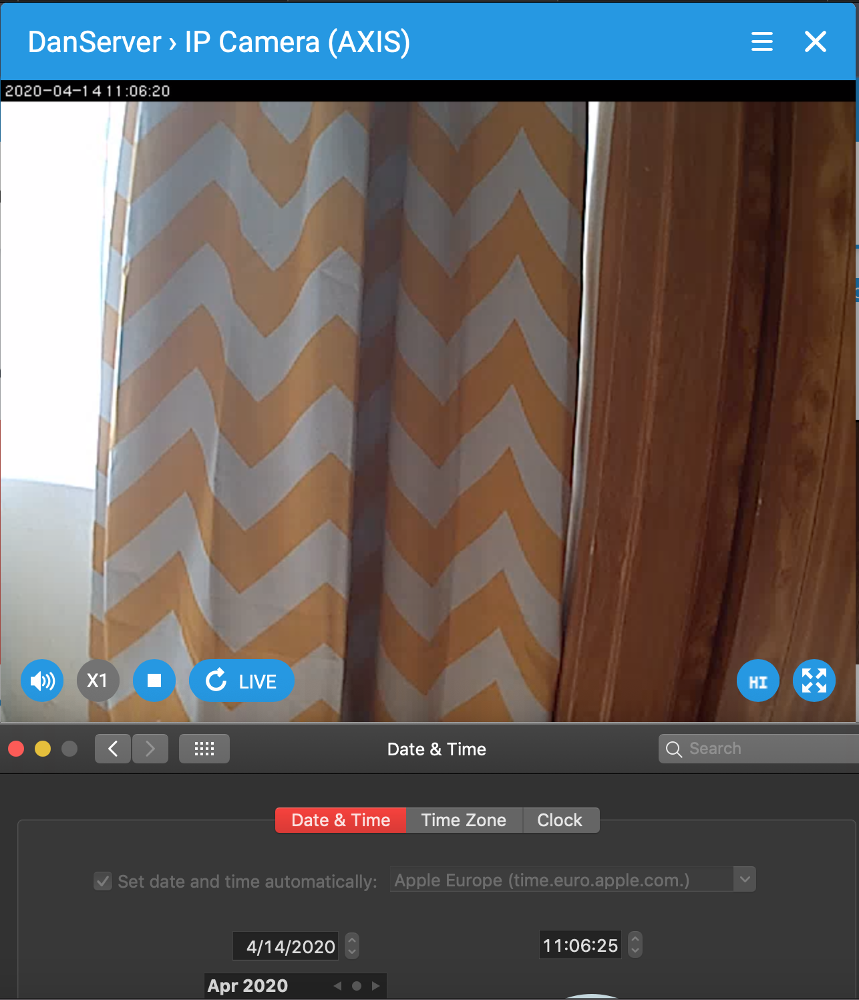 DanServer › IP Camera (AXIS)
2020-04-14 11:06:20
X1
LIVE
HI
Date & Time
Search
Date & Time Time Zone Clock
Set date and time automatically: Apple Europe (time.euro.apple.com.)
4/14/2020 11:06:25
Apr 2020